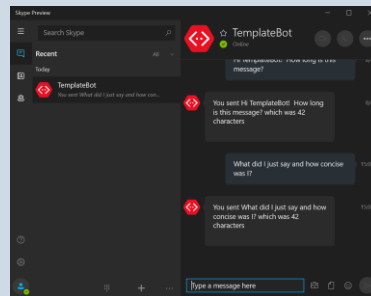 Skype Preview
Search Skype
Recent
All
Today
TemplateBot
You sent What did I just say and how con...
TemplateBot
Online
Hi TemplateBot! How long is this
message?
You sent Hi TemplateBot! How long
is this message? which was 42
characters
What did I just say and how concise
was I?
You sent What did I just say and how
concise was I? which was 42
characters
Type a message here